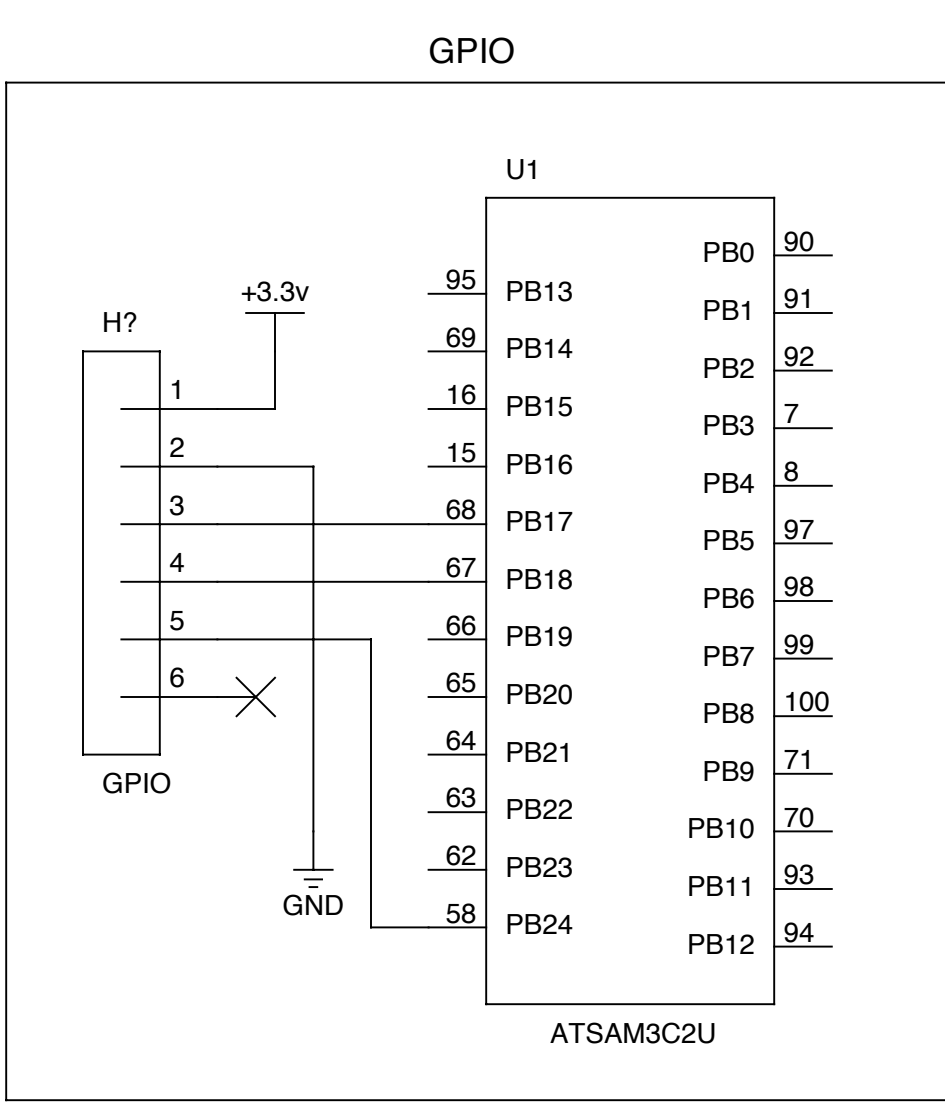 GPIO
U1
H?
+3.3v
1
2
3
4
5
6
GPIO
GND
95 PB13
69 PB14
16 PB15
15 PB16
68 PB17
67 PB18
66 PB19
65 PB20
64 PB21
63 PB22
62 PB23
58 PB24
PB0 90
PB1 91
PB2 92
PB3 7
PB4 8
PB5 97
PB6 98
PB7 99
PB8 100
PB9 71
PB10 70
PB11 93
PB12 94
ATSAM3C2U